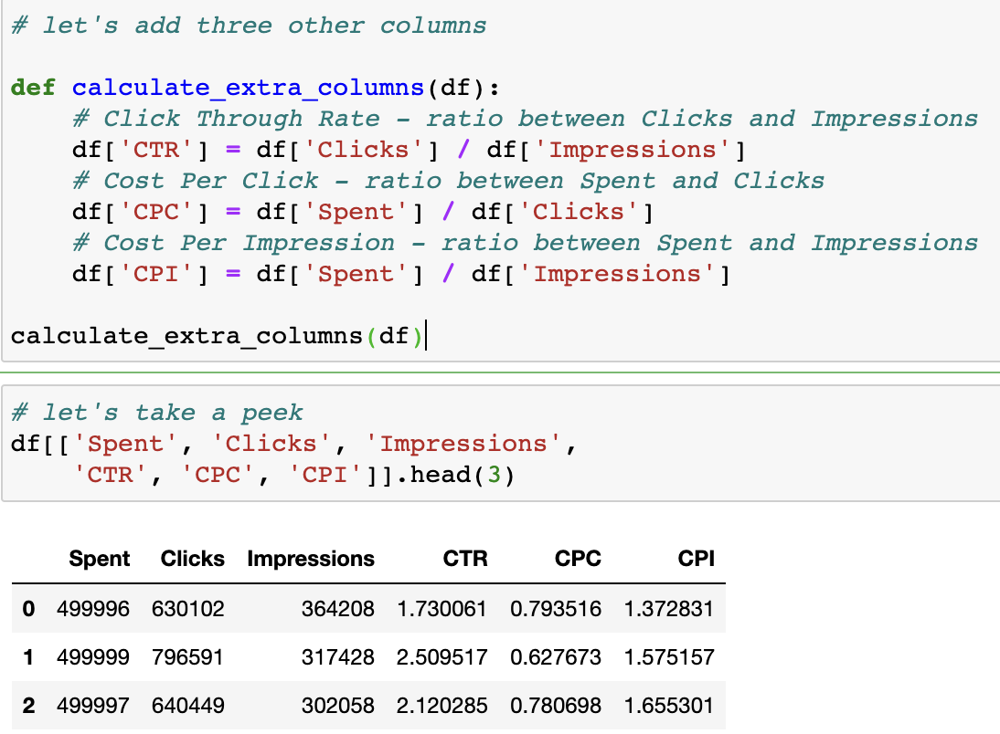 # let's add three other columns
def calculate_extra_columns(df):
    # Click Through Rate – ratio between Clicks and Impressions
    df['CTR'] = df['Clicks'] / df['Impressions']
    # Cost Per Click – ratio between Spent and Clicks
    df['CPC'] = df['Spent'] / df['Clicks']
    # Cost Per Impression – ratio between Spent and Impressions
    df['CPI'] = df['Spent'] / df['Impressions']
calculate_extra_columns(df)
# let's take a peek
df[['Spent', 'Clicks', 'Impressions',
    'CTR', 'CPC', 'CPI']].head(3)
Spent Clicks Impressions CTR CPC CPI
0 499996 630102 364208 1.730061 0.793516 1.372831
1 499999 796591 317428 2.509517 0.627673 1.575157
2 499997 640449 302058 2.120285 0.780698 1.655301